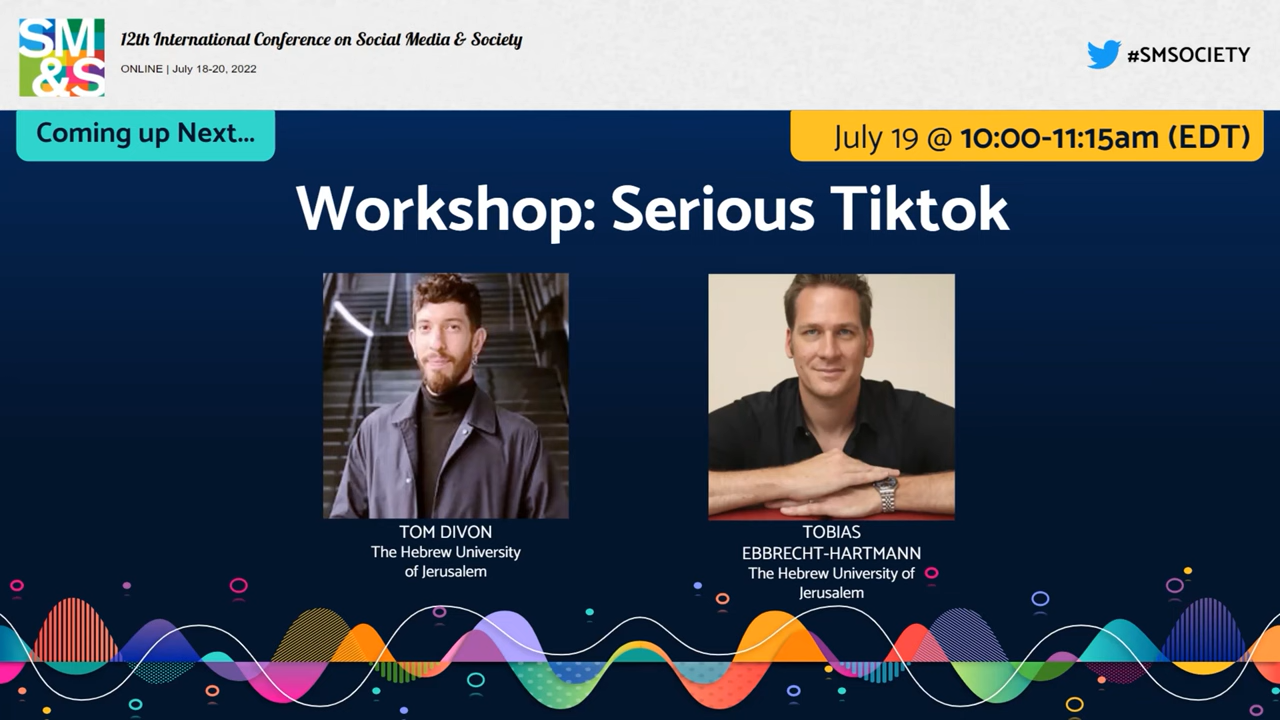 SM
&S
12th International Conference on Social Media & Society
ONLINE | July 18-20, 2022
#SMSOCIETY
Coming up Next...
July 19 @ 10:00-11:15am (EDT)
Workshop: Serious Tiktok
TOM DIVON
The Hebrew University
of Jerusalem
TOBIAS
EBBRECHT-HARTMANN
The Hebrew University of
Jerusalem